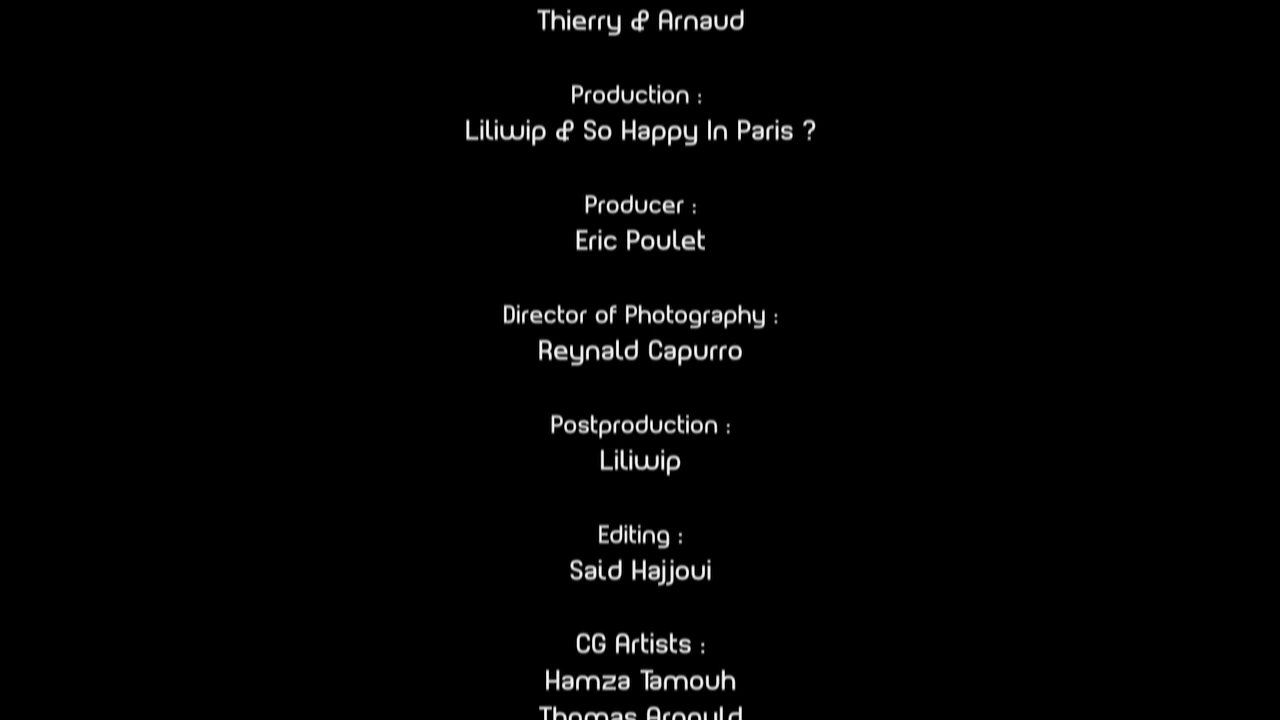 Thierry & Arnaud
Production :
Liliwip & So Happy In Paris ?
Producer :
Eric Poulet
Director of Photography :
Reynald Capurro
Postproduction :
Liliwip
Editing :
Said Hajjoui
CG Artists :
Hamza Tamouh
Thomas Arnould